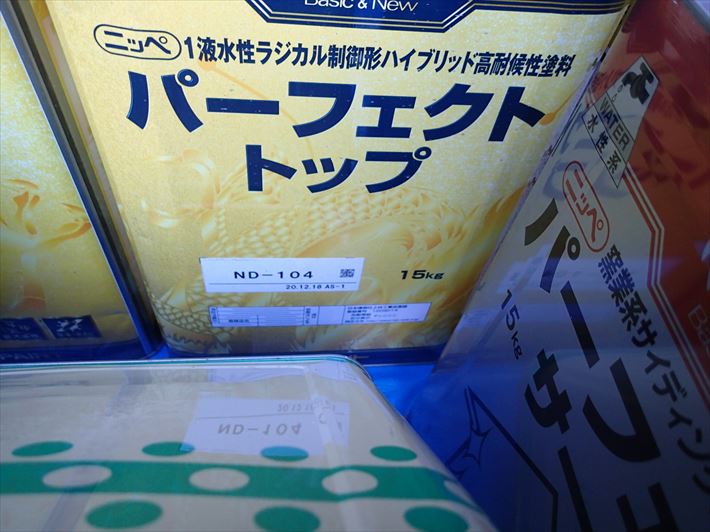 Basic & New
ニッペ 1液水性ラジカル制御形ハイブリッド高耐候性塗料
パーフェクト
トップ
ND-104
20.12.18 AS-1
15kg
WATER
水性系
ニッペ
窯業系サイディング
パーフ
サ
15kg
ND-104